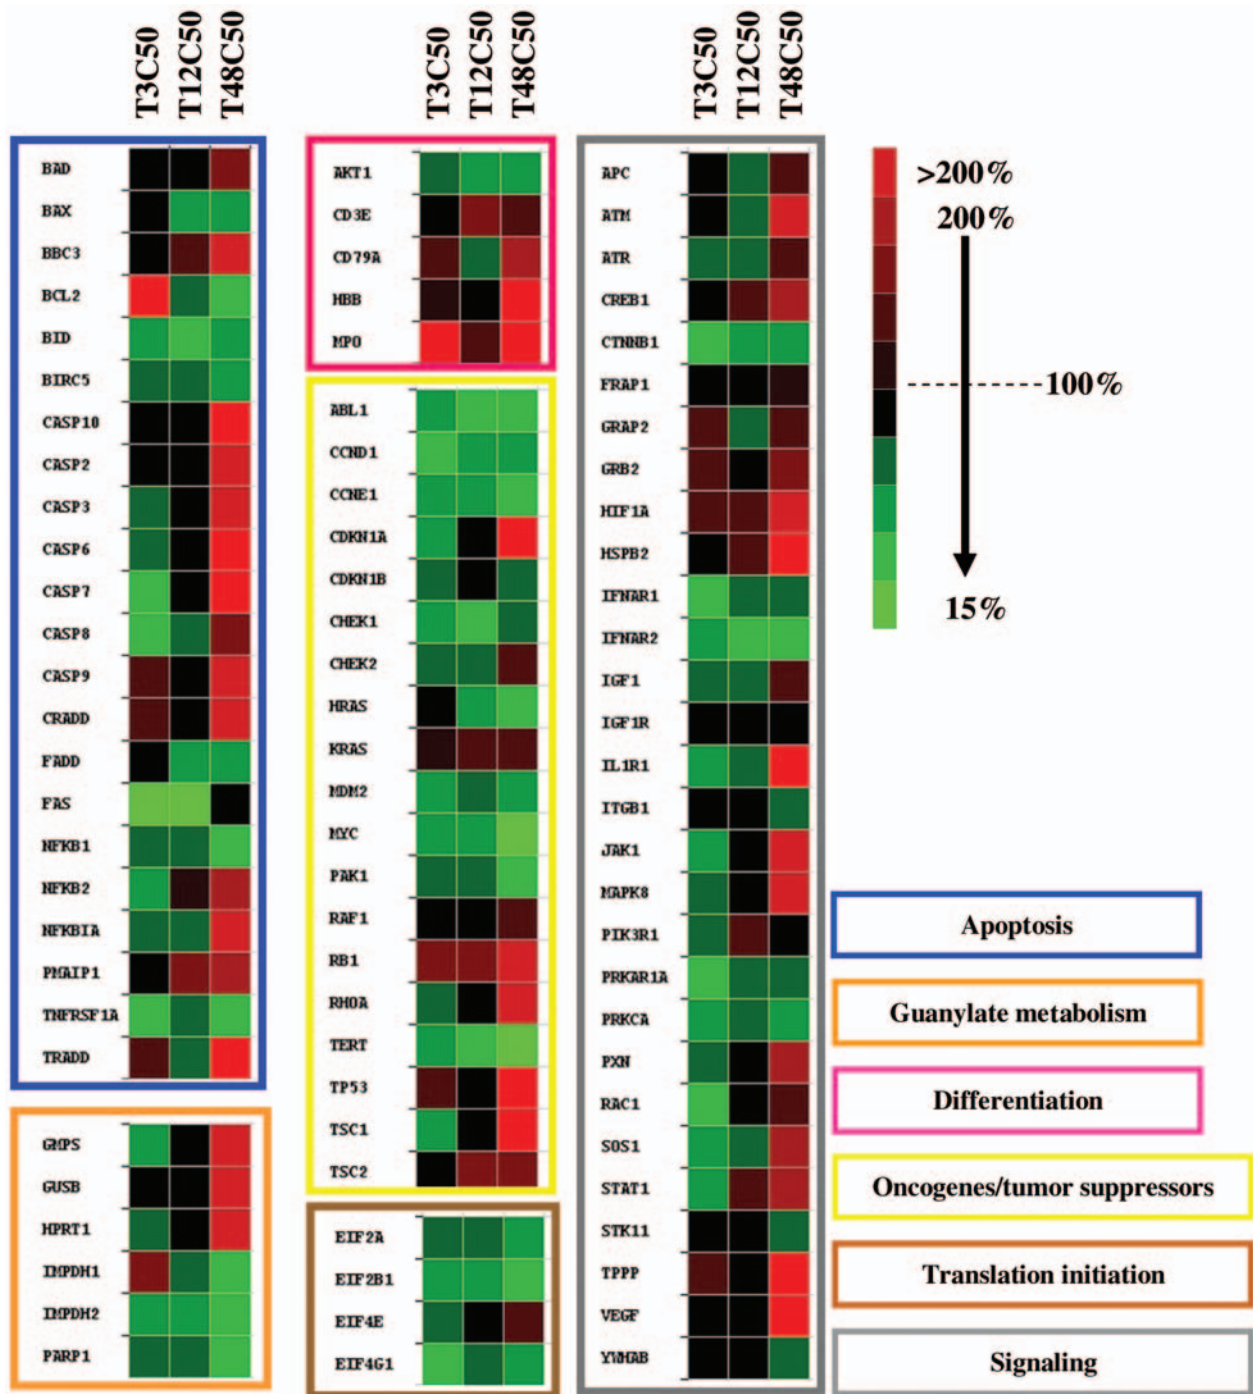 T3C50
T12C50
T48C50
T3C50
T12C50
T48C50
T3C50
T12C50
T48C50
BAD
BAX
BBC3
BCL2
BID
BIRC5
CASP10
CASP2
CASP3
CASP6
CASP7
CASP8
CASP9
CRADD
FADD
FAS
NFKB1
NFKB2
NFKBIA
PMAIP1
TNFRSF1A
TRADD
GMPS
GUSB
HPRT1
IMPDH1
IMPDH2
PARP1
AKT1
CD3E
CD79A
HBB
MPO
ABL1
CCND1
CCNE1
CDKN1A
CDKN1B
CHEK1
CHEK2
HRAS
KRAS
MDM2
MYC
PAK1
RAF1
RB1
RHOA
TERT
TP53
TSC1
TSC2
EIF2A
EIF2B1
EIF4E
EIF4G1
APC
ATM
ATR
CREB1
CTNNB1
FRAP1
GRAP2
GRB2
HIF1A
HSPB2
IFNAR1
IFNAR2
IGF1
IGF1R
IL1R1
ITGB1
JAK1
MAPK8
PIK3R1
PRKAR1A
PRKCA
PXN
RAC1
SOS1
STAT1
STK11
TPPP
VEGF
YWHAB
>200%
200%
100%
15%
Apoptosis
Guanylate metabolism
Differentiation
Oncogenes/tumor suppressors
Translation initiation
Signaling